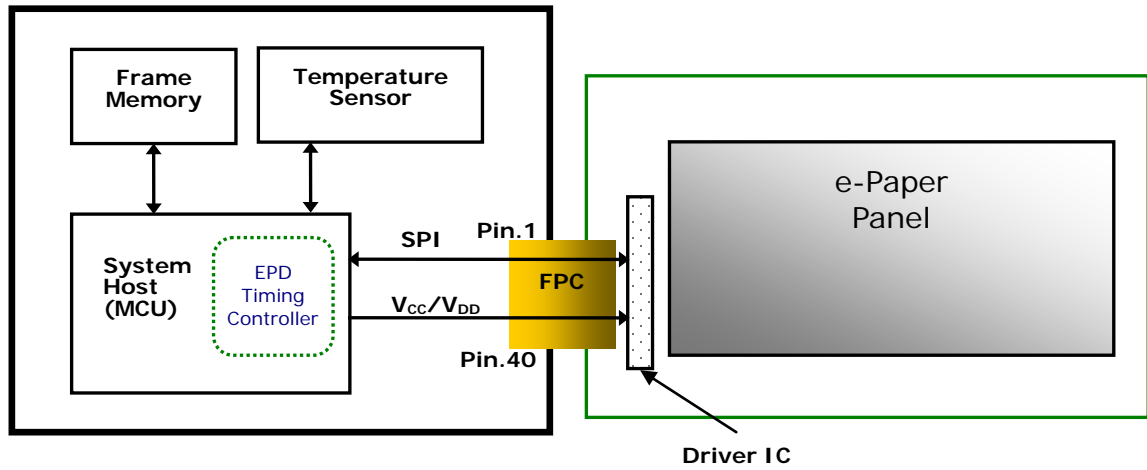 Frame
Memory
Temperature
Sensor
System
Host
(MCU)
EPD
Timing
Controller
SPI
VCC/VDD
Pin.1
FPC
Pin.40
e-Paper
Panel
Driver IC